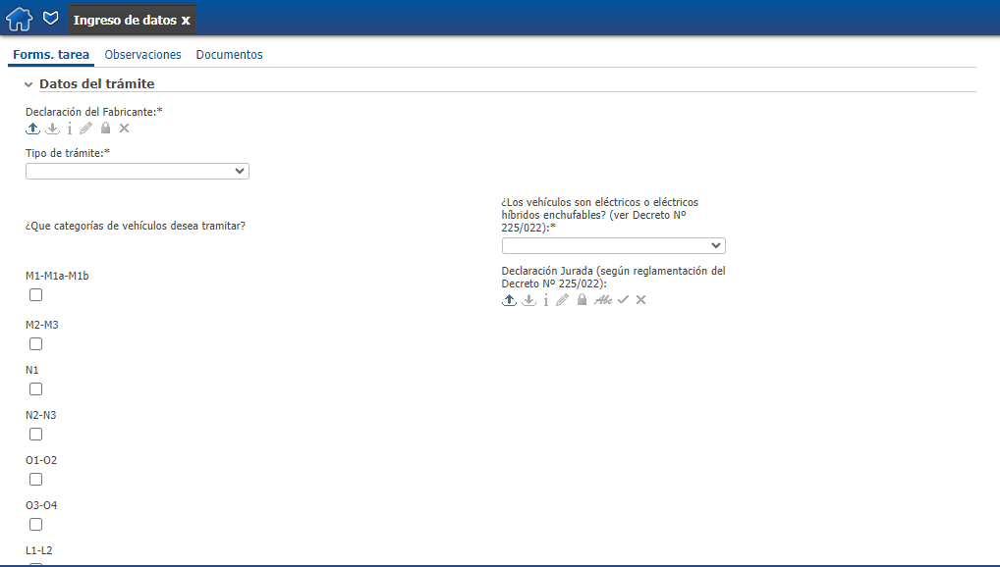 Ingreso de datos x
Forms. tarea Observaciones Documentos
Datos del trámite
Declaración del Fabricante:*
Tipo de trámite:*
¿Que categorías de vehículos desea tramitar?
¿Los vehículos son eléctricos o eléctricos
híbridos enchufables? (ver Decreto Nº
225/022):*
Declaración Jurada (según reglamentación del
Decreto Nº 225/022):
Abc
M1-M1a-M1b
M2-M3
N1
N2-N3
O1-O2
O3-O4
L1-L2